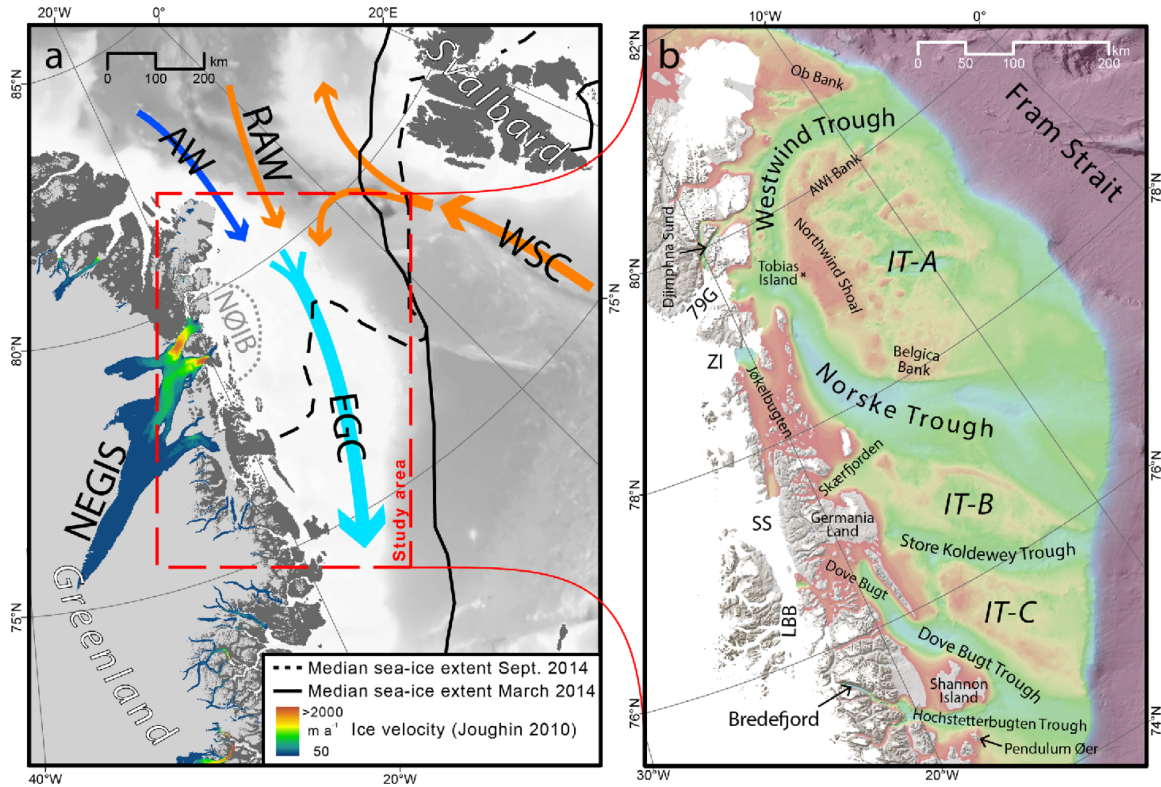 20°W
0°
20°E
a
0 100 200
km
85°N
Svalbard
AW
RAW
WSC
75°N
80°N
NØIB
EGC
NEGIS
Study area
75°N
Greenland
Median sea-ice extent Sept. 2014
Median sea-ice extent March 2014
>2000
m a⁻¹
50
Ice velocity (Joughin 2010)
40°W
20°W
10°W
0°
82°N
b
0 50 100 200
km
Ob Bank
Fram Strait
Westwind Trough
AWI Bank
78°N
Djimphna Sund
Northwind Shoal
IT-A
Tobias
Island
80°N
79G
Belgica
Bank
ZI
Jøkelbugten
Norske Trough
76°N
Skærfjorden
78°N
IT-B
SS
Germania
Land
Store Koldewey Trough
Dove Bugt
IT-C
LBB
Dove Bugt Trough
Shannon
Island
76°N
74°N
Bredefjord
Hochstetterbugten Trough
Pendulum Øer
30°W
20°W